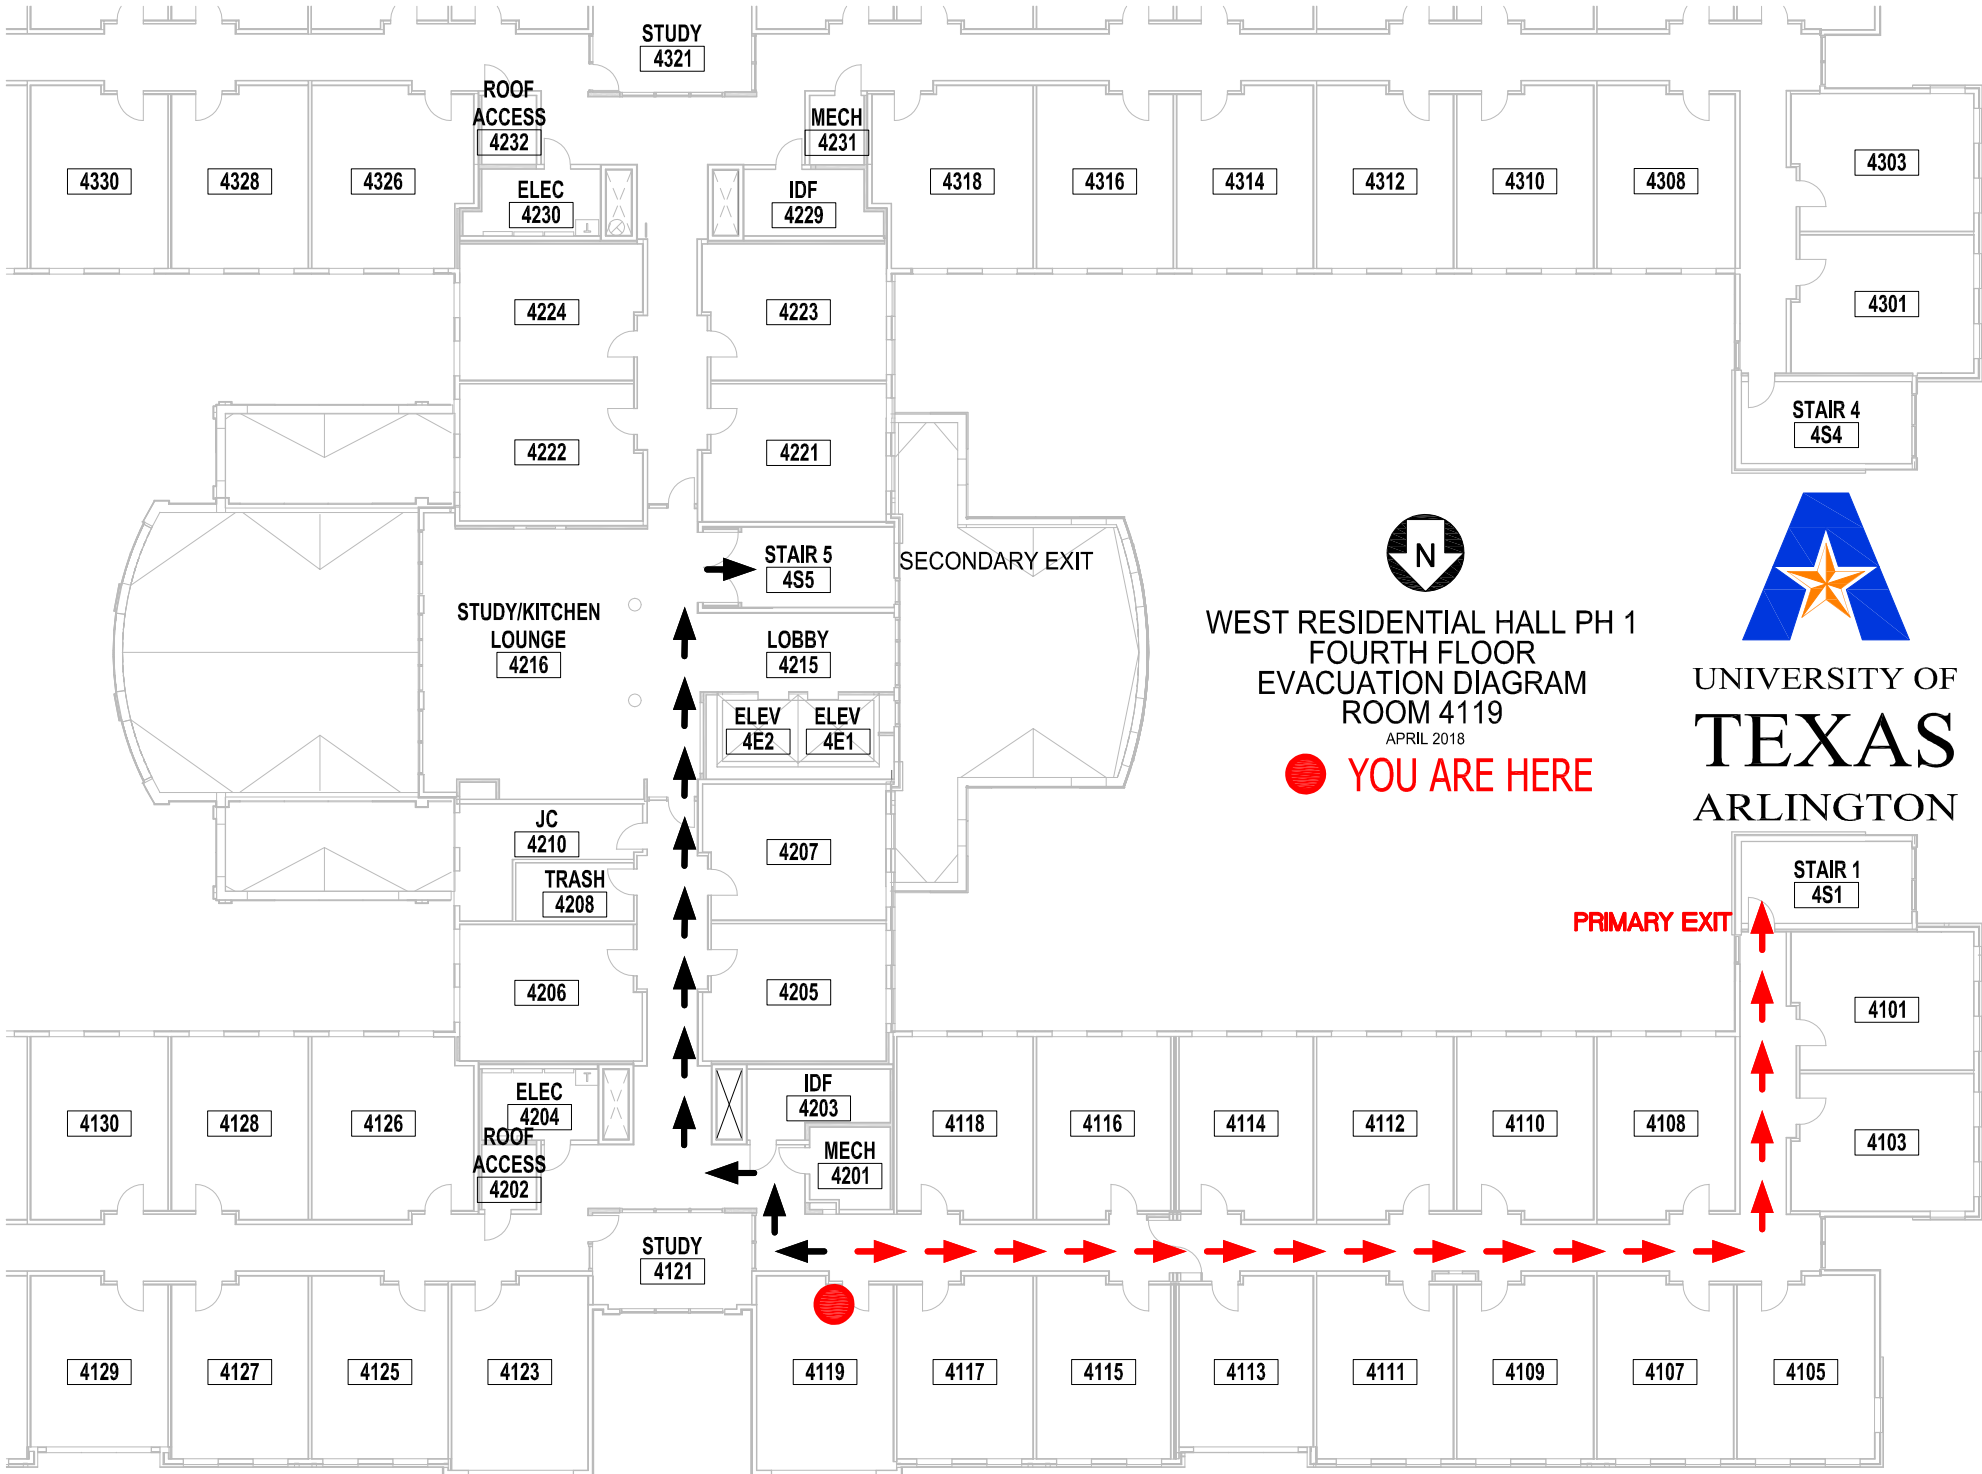 STUDY
4321
ROOF
ACCESS
4232
MECH
4231
4330
4328
4326
ELEC
4230
IDF
4229
4318
4316
4314
4312
4310
4308
4303
4301
4224
4223
4222
4221
STAIR 4
4S4
STAIR 5
4S5
SECONDARY EXIT
N
STUDY/KITCHEN
LOUNGE
4216
LOBBY
4215
ELEV
4E2
ELEV
4E1
WEST RESIDENTIAL HALL PH 1
FOURTH FLOOR
EVACUATION DIAGRAM
ROOM 4119
APRIL 2018
YOU ARE HERE
UNIVERSITY OF
TEXAS
ARLINGTON
JC
4210
TRASH
4208
4207
STAIR 1
4S1
PRIMARY EXIT
4206
4205
4101
4103
ELEC
4204
ROOF
ACCESS
4202
IDF
4203
MECH
4201
4130
4128
4126
4118
4116
4114
4112
4110
4108
STUDY
4121
4129
4127
4125
4123
4119
4117
4115
4113
4111
4109
4107
4105
T
T